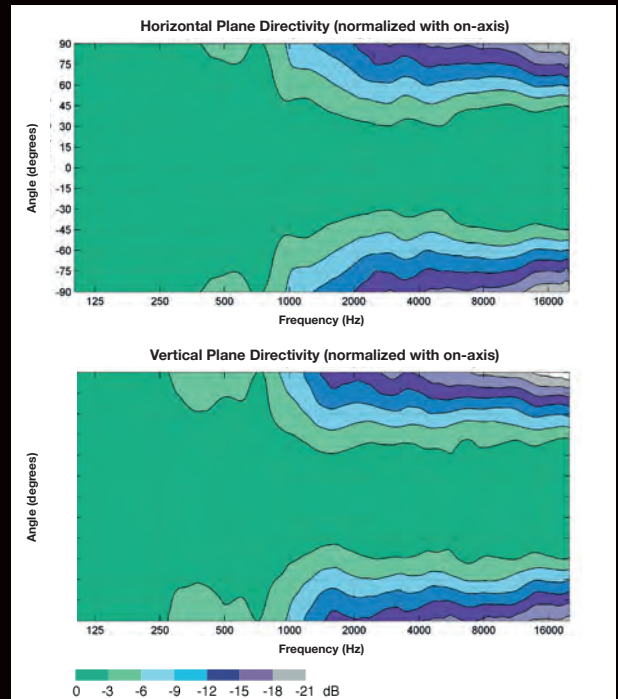 Horizontal Plane Directivity (normalized with on-axis)
90
75
60
45
30
15
0
-15
-30
-45
-60
-75
-90
Angle (degrees)
125 250 500 1000 2000 4000 8000 16000
Frequency (Hz)
Vertical Plane Directivity (normalized with on-axis)
Angle (degrees)
125 250 500 1000 2000 4000 8000 16000
Frequency (Hz)
0 -3 -6 -9 -12 -15 -18 -21 dB